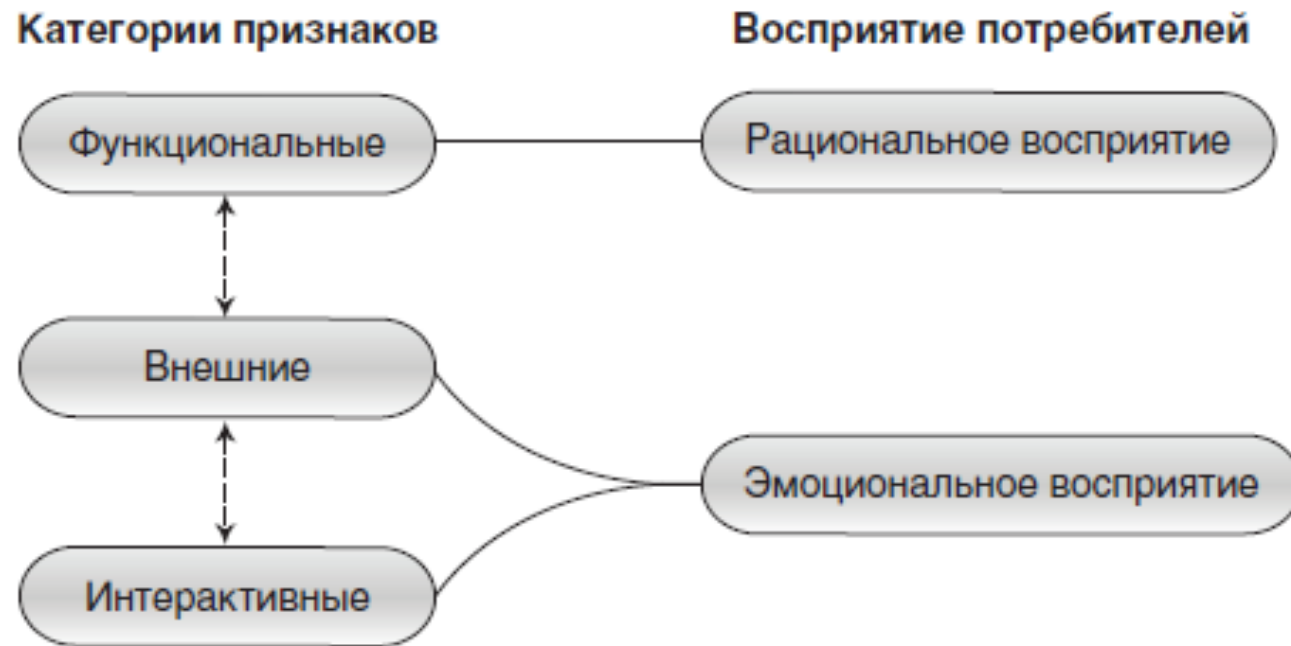 Категории признаков
Восприятие потребителей
Функциональные
Рациональное восприятие
Внешние
Эмоциональное восприятие
Интерактивные